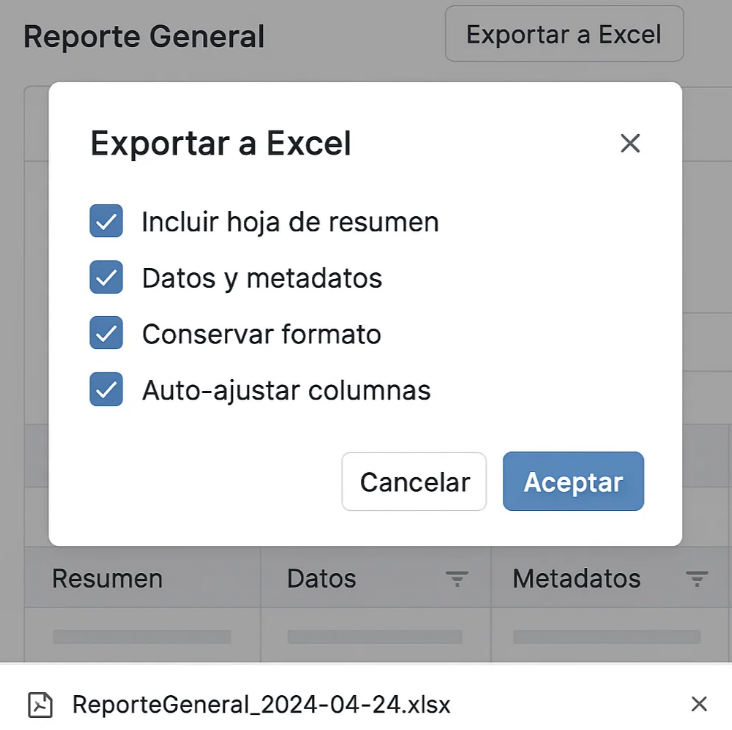 Reporte General
Exportar a Excel
Exportar a Excel
Incluir hoja de resumen
Datos y metadatos
Conservar formato
Auto-ajustar columnas
Cancelar
Aceptar
Resumen
Datos
Metadatos
ReporteGeneral_2024-04-24.xlsx